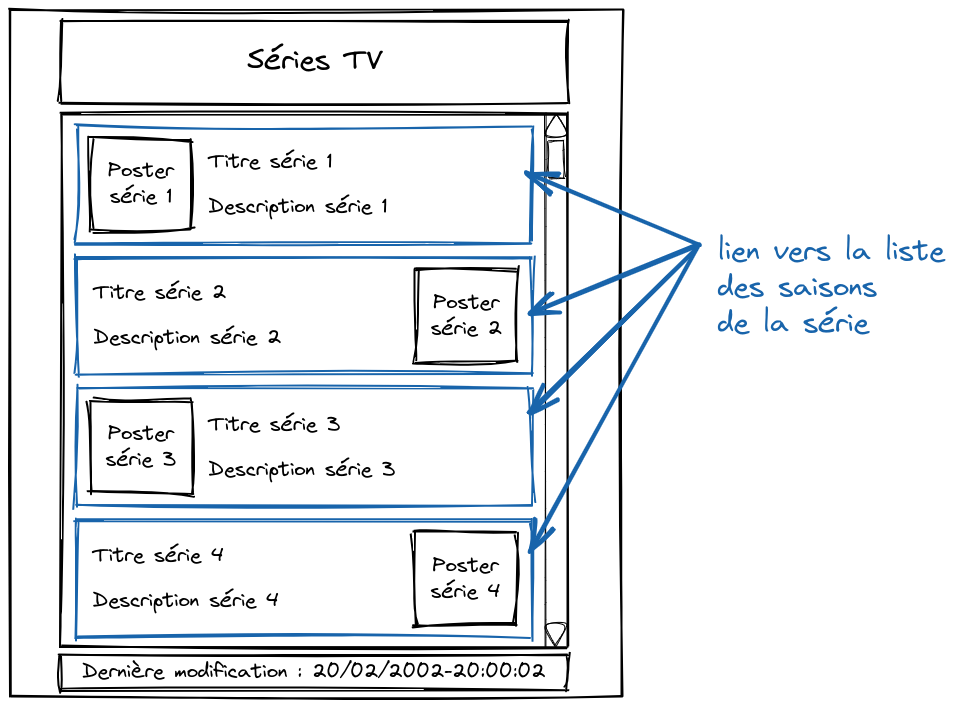 Séries TV
Poster
série 1
Titre série 1
Description série 1
Titre série 2
Description série 2
Poster
série 2
Poster
série 3
Titre série 3
Description série 3
Titre série 4
Description série 4
Poster
série 4
Dernière modification : 20/02/2002-20:00:02
lien vers la liste
des saisons
de la série